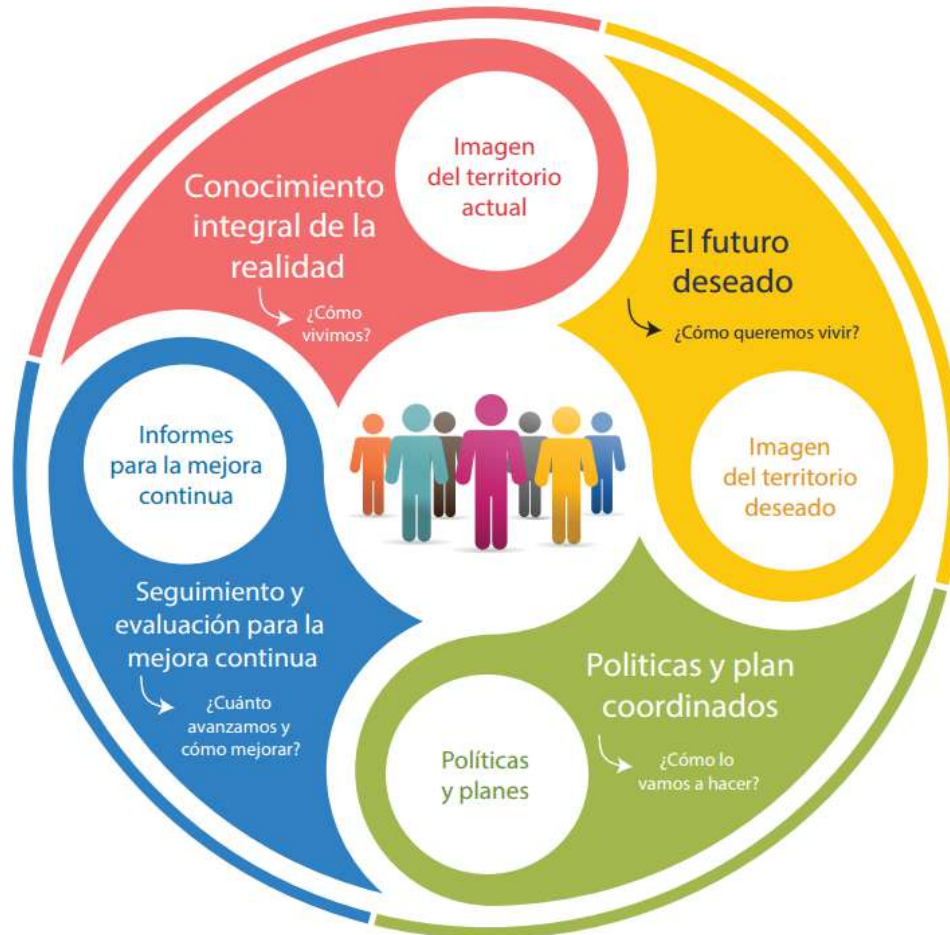 Conocimiento
integral de la
realidad
¿Cómo
vivimos?
Imagen
del territorio
actual
El futuro
deseado
¿Cómo queremos vivir?
Imagen
del territorio
deseado
Politicas y plan
coordinados
¿Cómo lo
vamos a hacer?
Políticas
y planes
Seguimiento y
evaluación para la
mejora continua
¿Cuánto
avanzamos y
cómo mejorar?
Informes
para la mejora
continua